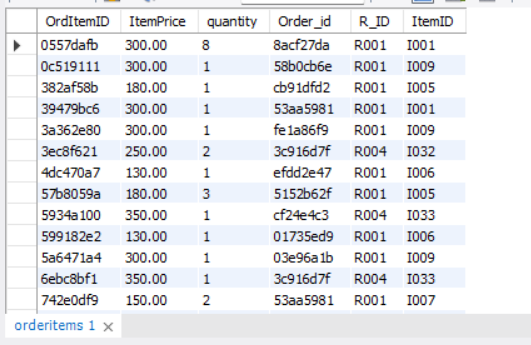 OrdItemID ItemPrice quantity Order_id R_ID ItemID
0557dafb 300.00 8 8acf27da R001 I001
0c519111 300.00 1 58b0cb6e R001 I009
382af58b 180.00 1 cb91dfd2 R001 I005
39479bc6 300.00 1 53aa5981 R001 I001
3a362e80 300.00 1 fe1a86f9 R001 I009
3ec8f621 250.00 2 3c916d7f R004 I032
4dc470a7 130.00 1 efdd2e47 R001 I006
57b8059a 180.00 3 5152b62f R001 I005
5934a100 350.00 1 cf24e4c3 R004 I033
599182e2 130.00 1 01735ed9 R001 I006
5a6471a4 300.00 1 03e96a1b R001 I009
6ebc8bf1 350.00 1 3c916d7f R004 I033
742e0df9 150.00 2 53aa5981 R001 I007
orderitems 1